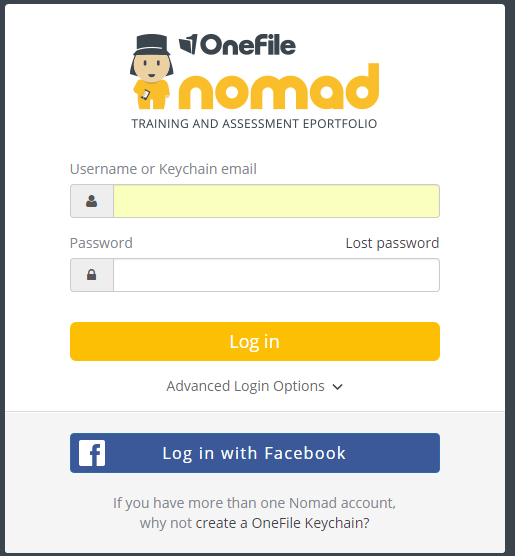 OneFile
nomad
TRAINING AND ASSESSMENT EPORTFOLIO
Username or Keychain email
Password Lost password
Log in
Advanced Login Options
Log in with Facebook
If you have more than one Nomad account,
why not create a OneFile Keychain?